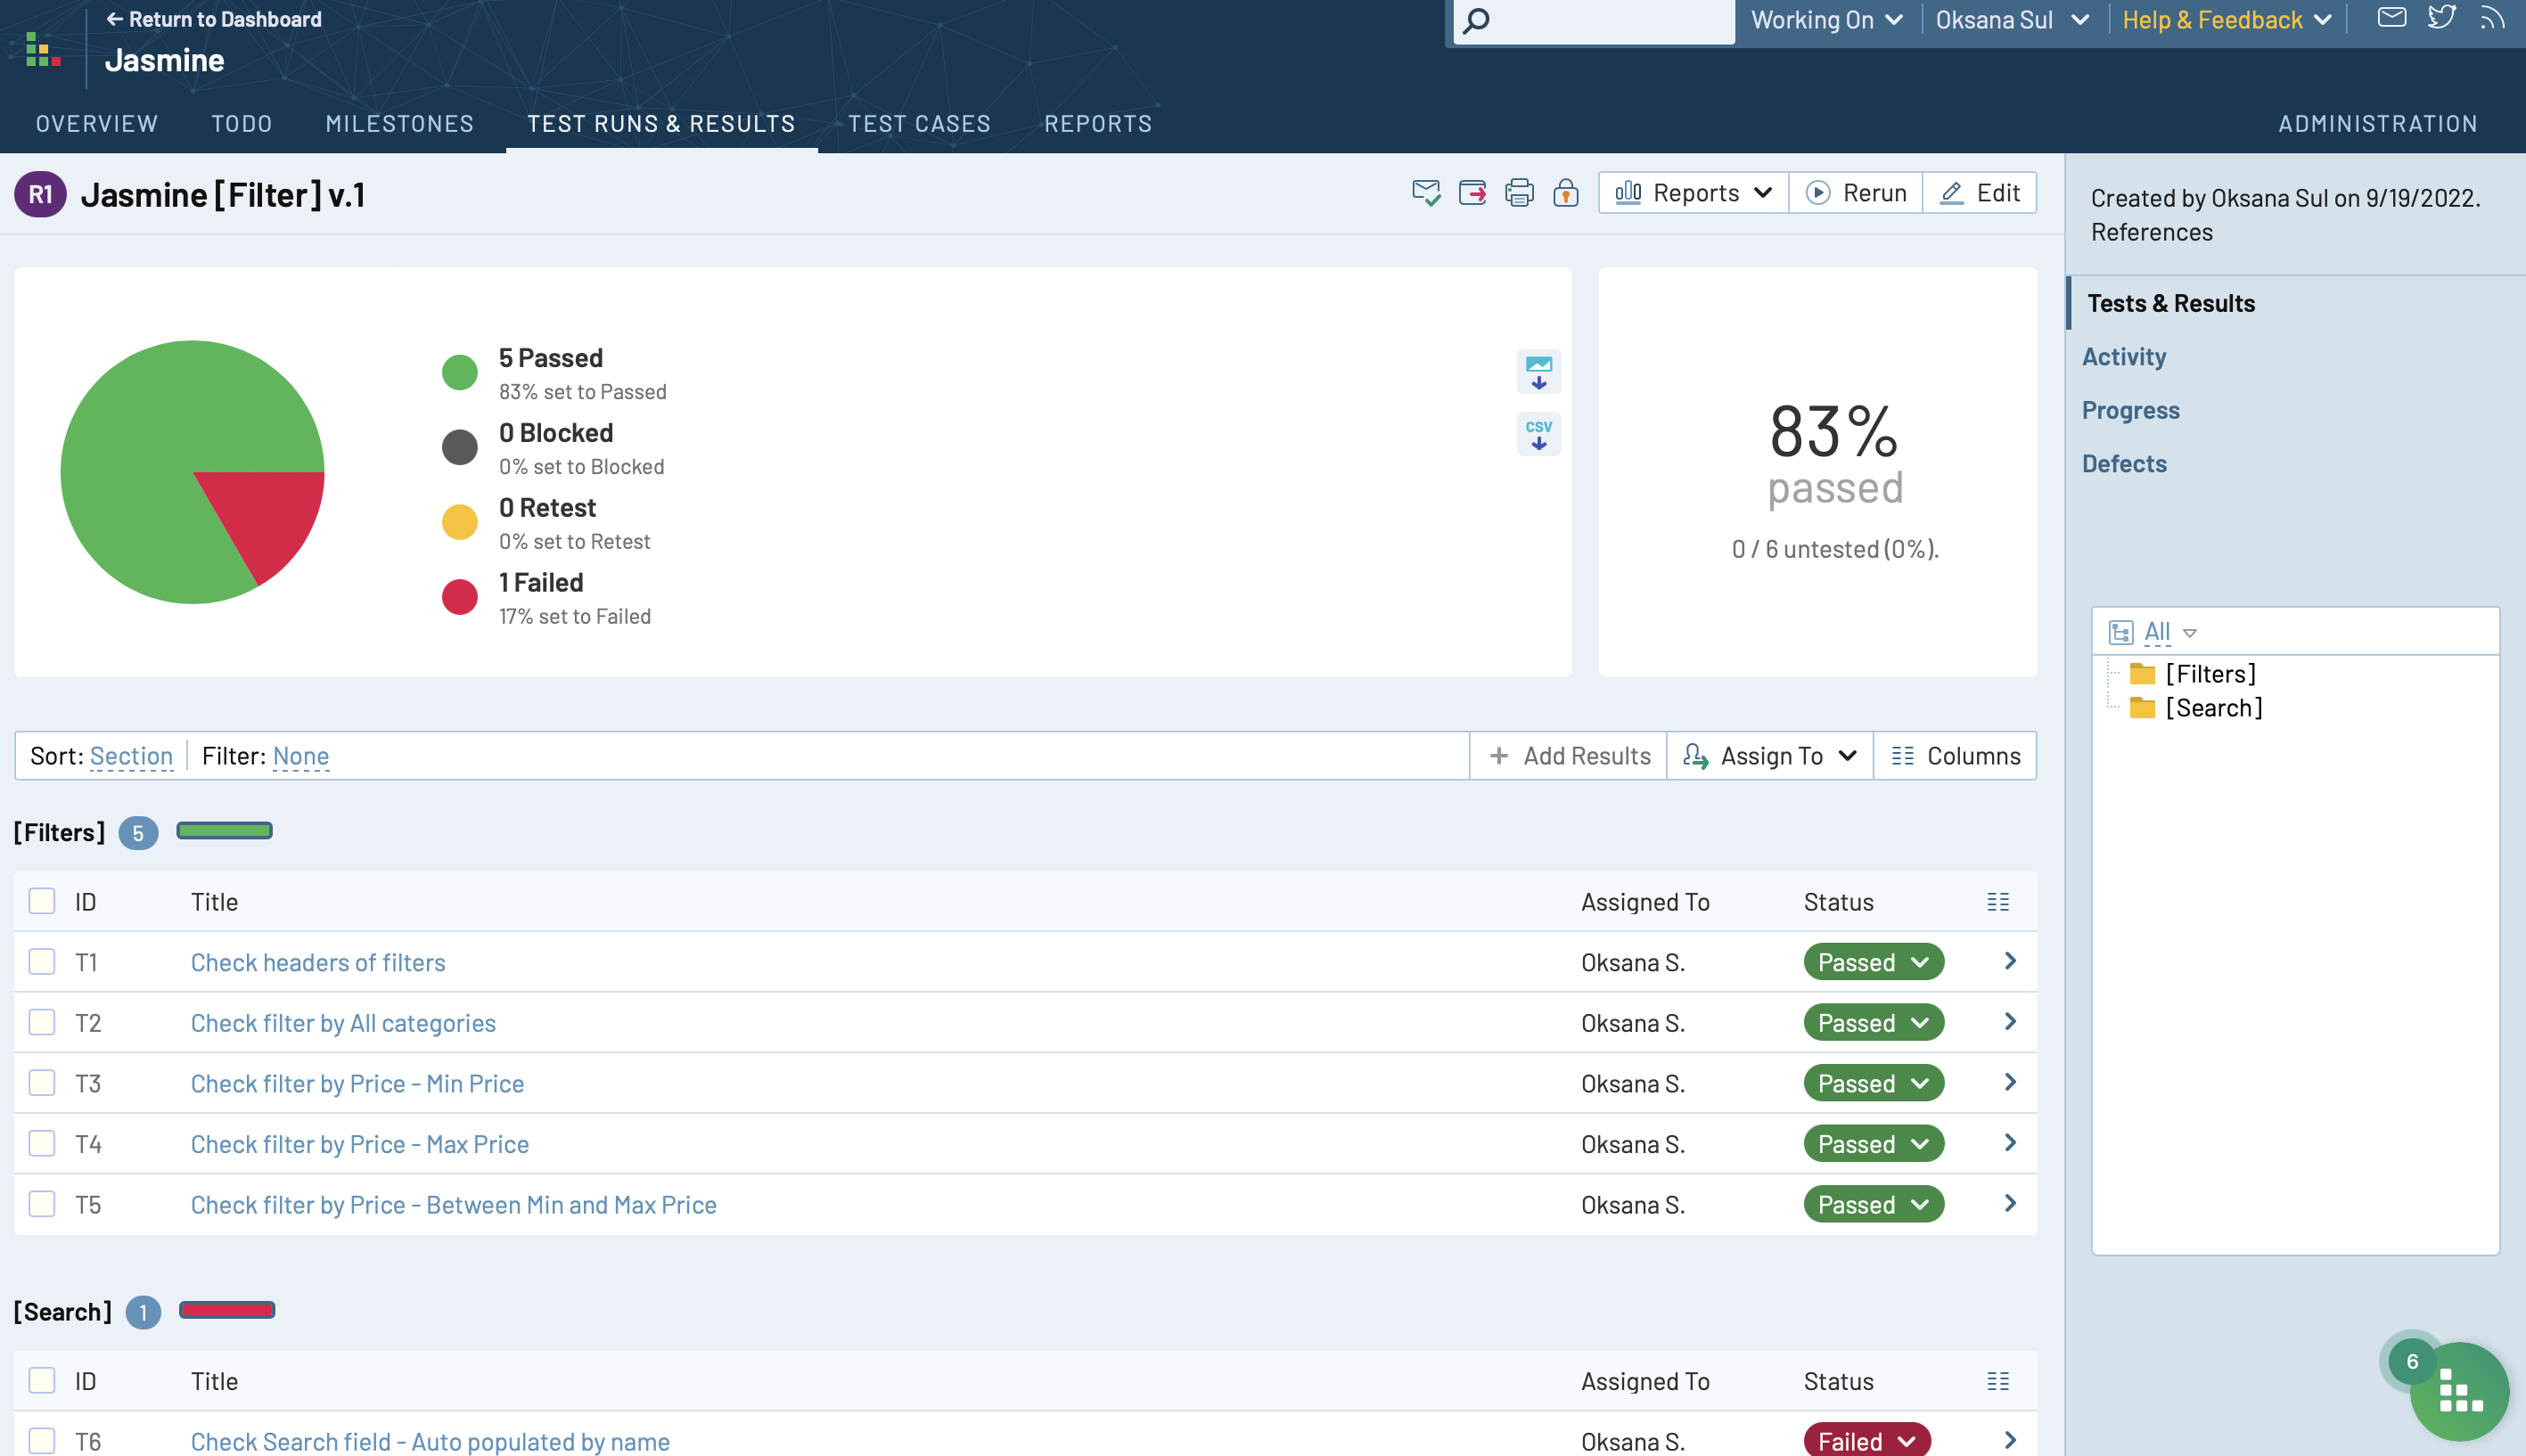 ← Return to Dashboard
Jasmine
Working On
Oksana Sul
Help & Feedback
OVERVIEW
TODO
MILESTONES
TEST RUNS & RESULTS
TEST CASES
REPORTS
ADMINISTRATION
R1
Jasmine [Filter] v.1
Reports
Rerun
Edit
5 Passed
83% set to Passed
0 Blocked
0% set to Blocked
0 Retest
0% set to Retest
1 Failed
17% set to Failed
CSV
83%
passed
0 / 6 untested (0%).
Created by Oksana Sul on 9/19/2022.
References
Tests & Results
Activity
Progress
Defects
All
[Filters]
[Search]
Sort: Section
Filter: None
+ Add Results
Assign To
Columns
[Filters] 5
ID Title Assigned To Status
T1 Check headers of filters Oksana S. Passed
T2 Check filter by All categories Oksana S. Passed
T3 Check filter by Price - Min Price Oksana S. Passed
T4 Check filter by Price - Max Price Oksana S. Passed
T5 Check filter by Price - Between Min and Max Price Oksana S. Passed
[Search] 1
ID Title Assigned To Status
T6 Check Search field - Auto populated by name Oksana S. Failed
6